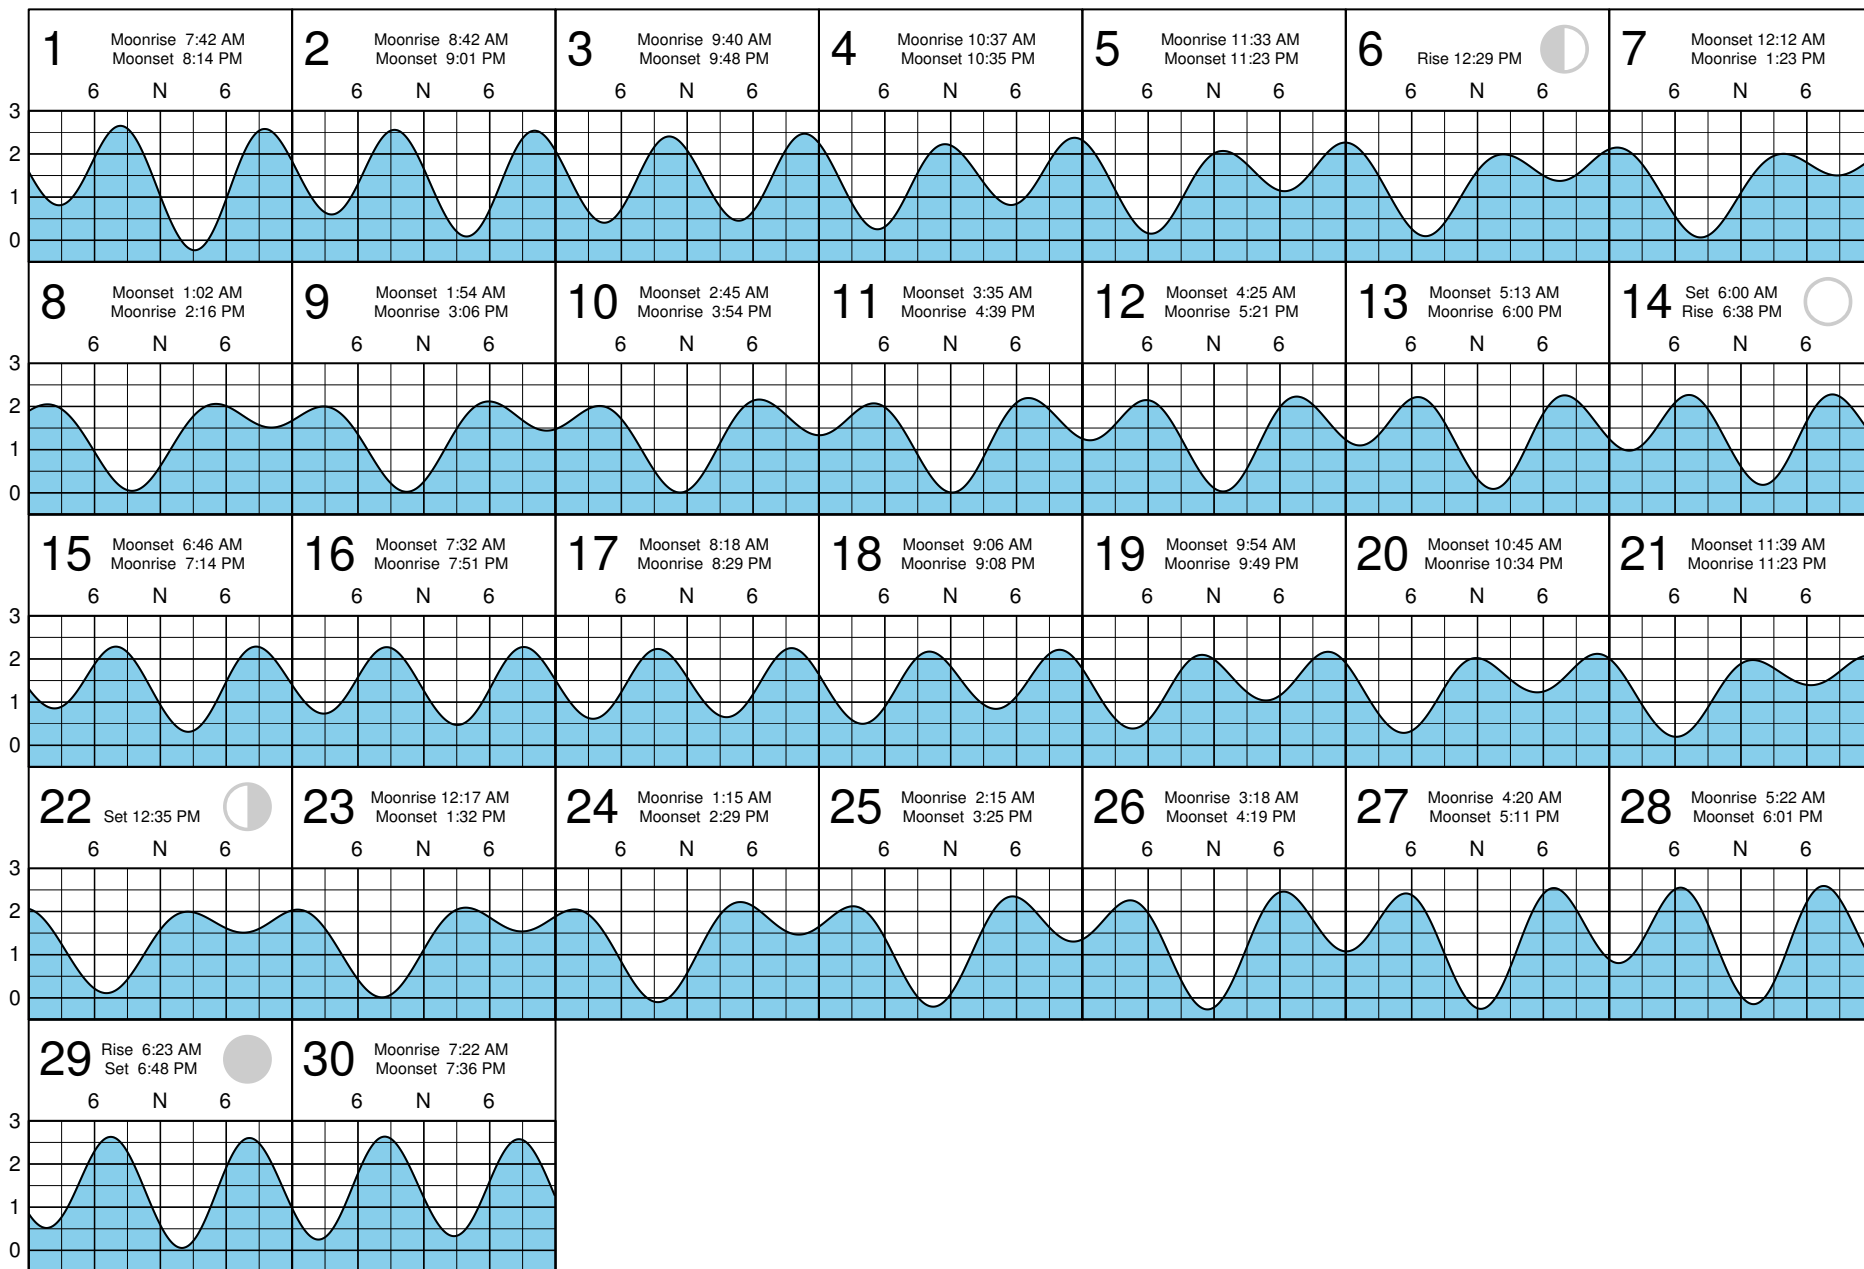 1 Moonrise 7:42 AM
Moonset 8:14 PM
6 N 6
2 Moonrise 8:42 AM
Moonset 9:01 PM
6 N 6
3 Moonrise 9:40 AM
Moonset 9:48 PM
6 N 6
4 Moonrise 10:37 AM
Moonset 10:35 PM
6 N 6
5 Moonrise 11:33 AM
Moonset 11:23 PM
6 N 6
6 Rise 12:29 PM
6 N 6
7 Moonset 12:12 AM
Moonrise 1:23 PM
6 N 6
3
2
1
0
8 Moonset 1:02 AM
Moonrise 2:16 PM
6 N 6
9 Moonset 1:54 AM
Moonrise 3:06 PM
6 N 6
10 Moonset 2:45 AM
Moonrise 3:54 PM
6 N 6
11 Moonset 3:35 AM
Moonrise 4:39 PM
6 N 6
12 Moonset 4:25 AM
Moonrise 5:21 PM
6 N 6
13 Moonset 5:13 AM
Moonrise 6:00 PM
6 N 6
14 Set 6:00 AM
Rise 6:38 PM
6 N 6
3
2
1
0
15 Moonset 6:46 AM
Moonrise 7:14 PM
6 N 6
16 Moonset 7:32 AM
Moonrise 7:51 PM
6 N 6
17 Moonset 8:18 AM
Moonrise 8:29 PM
6 N 6
18 Moonset 9:06 AM
Moonrise 9:08 PM
6 N 6
19 Moonset 9:54 AM
Moonrise 9:49 PM
6 N 6
20 Moonset 10:45 AM
Moonrise 10:34 PM
6 N 6
21 Moonset 11:39 AM
Moonrise 11:23 PM
6 N 6
3
2
1
0
22 Set 12:35 PM
6 N 6
23 Moonrise 12:17 AM
Moonset 1:32 PM
6 N 6
24 Moonrise 1:15 AM
Moonset 2:29 PM
6 N 6
25 Moonrise 2:15 AM
Moonset 3:25 PM
6 N 6
26 Moonrise 3:18 AM
Moonset 4:19 PM
6 N 6
27 Moonrise 4:20 AM
Moonset 5:11 PM
6 N 6
28 Moonrise 5:22 AM
Moonset 6:01 PM
6 N 6
3
2
1
0
29 Rise 6:23 AM
Set 6:48 PM
6 N 6
30 Moonrise 7:22 AM
Moonset 7:36 PM
6 N 6
3
2
1
0